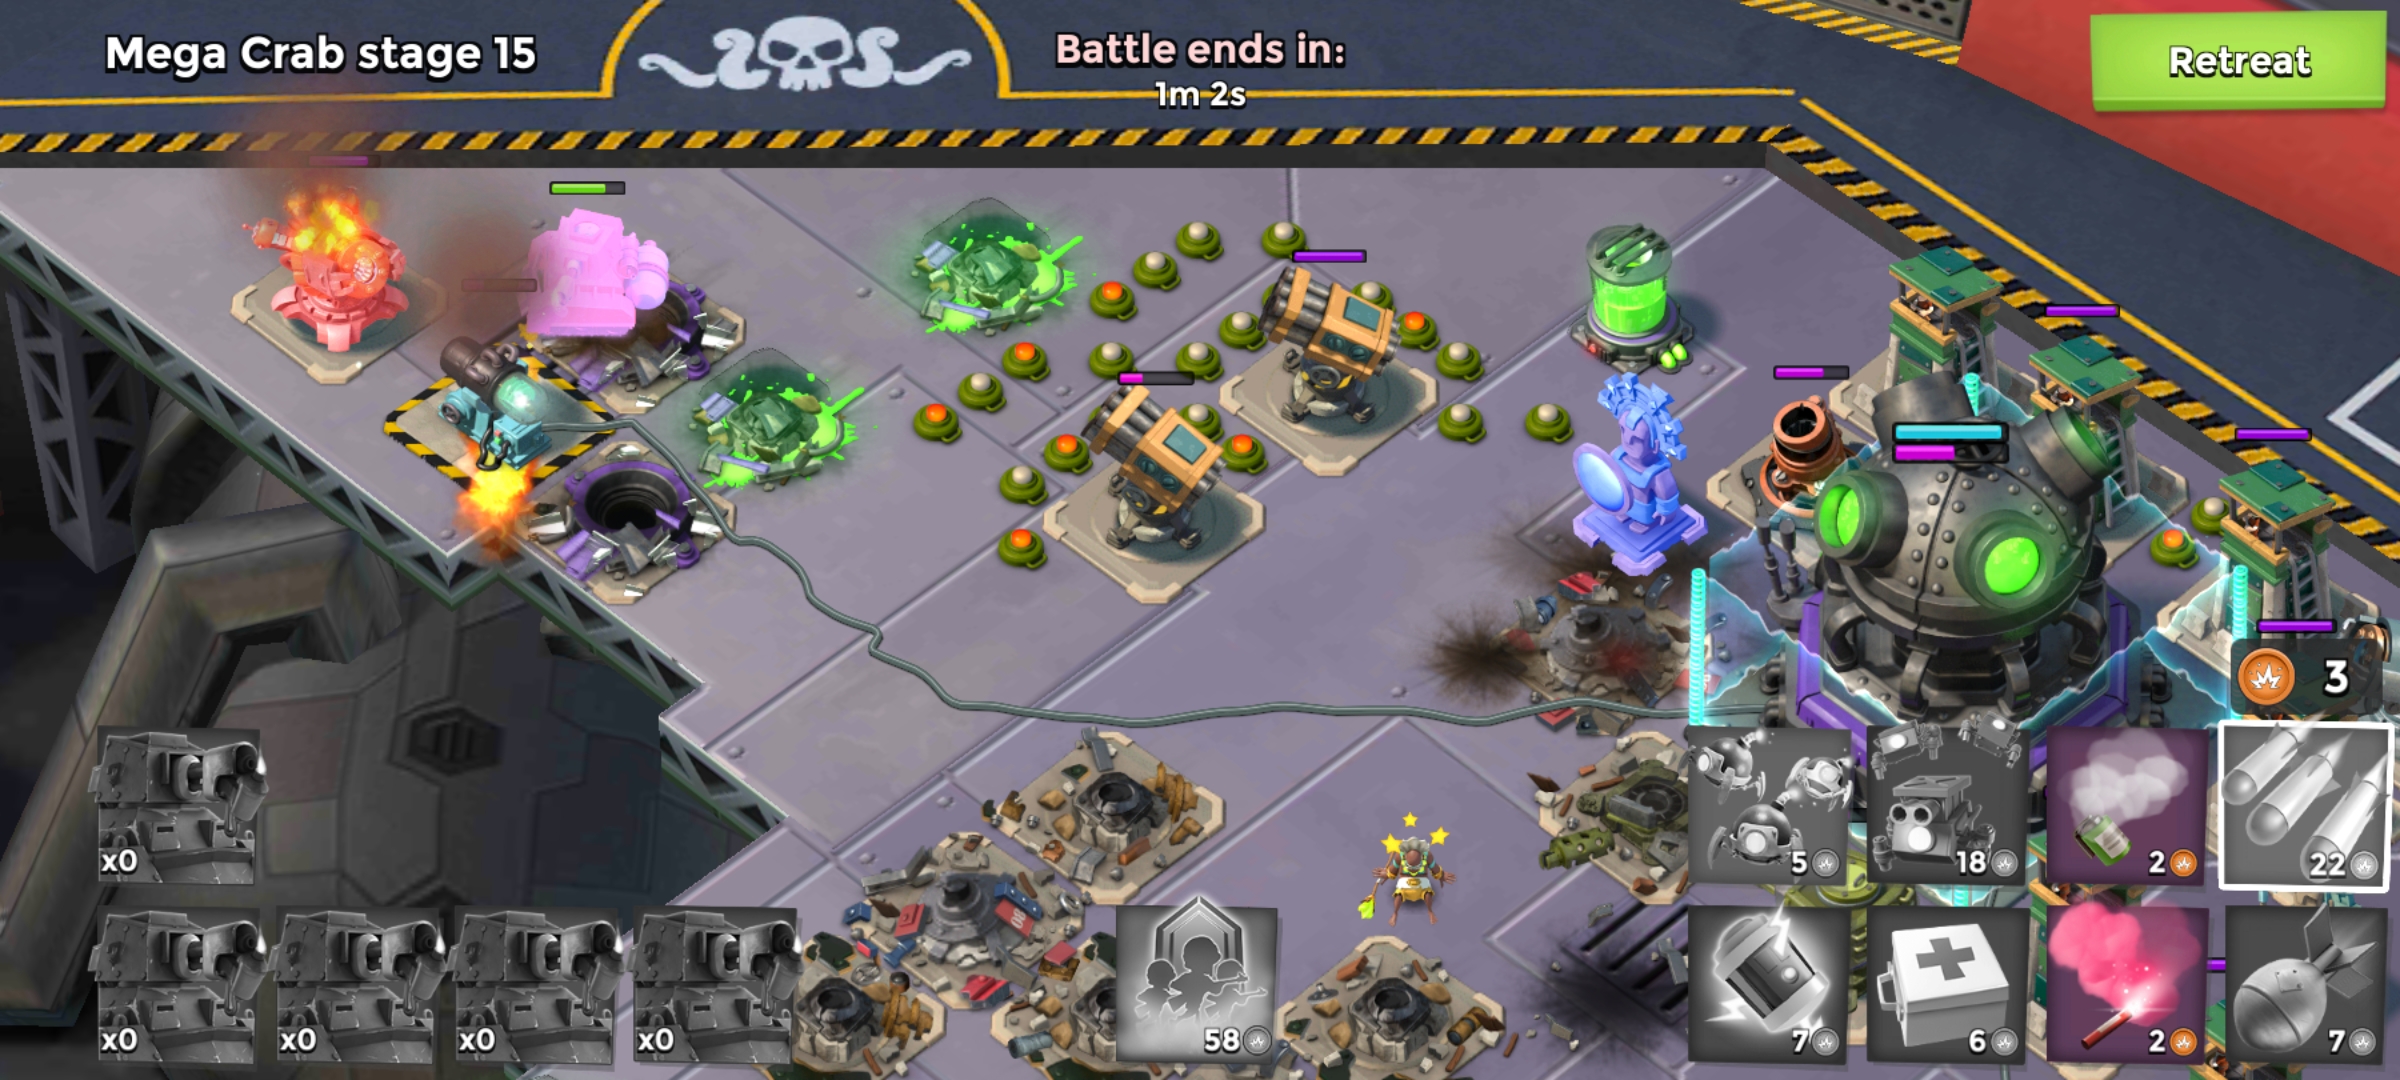 Mega Crab stage 15
Battle ends in:
1m 2s
Retreat
3
x0
5
18
2
22
x0
x0
x0
x0
58
7
6
2
7